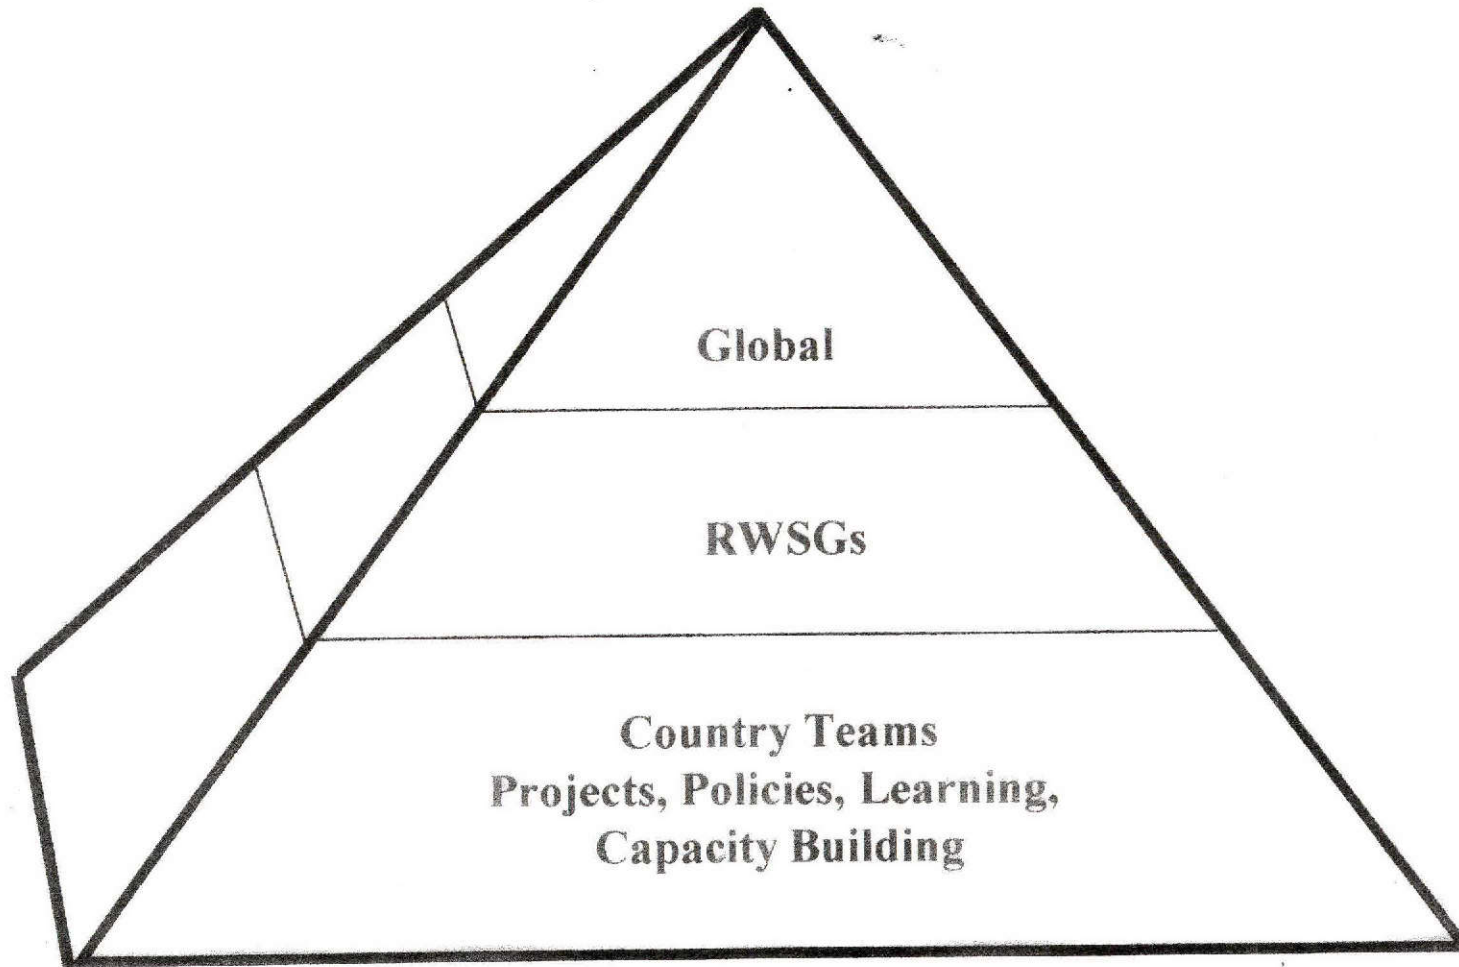 Global
RWSGs
Country Teams
Projects, Policies, Learning,
Capacity Building